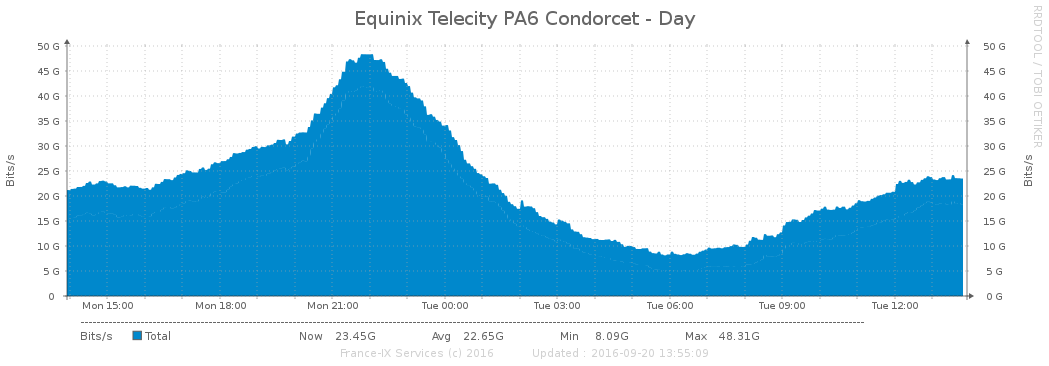 Equinix Telecity PA6 Condorcet - Day
RRDTOOL / TOBI OETIKER
50 G 50 G
45 G 45 G
40 G 40 G
35 G 35 G
30 G 30 G
25 G 25 G
20 G 20 G
15 G 15 G
10 G 10 G
5 G 5 G
0 0 G
Bits/s
Bits/s
Mon 15:00 Mon 18:00 Mon 21:00 Tue 00:00 Tue 03:00 Tue 06:00 Tue 09:00 Tue 12:00
Bits/s Total Now 23.45G Avg 22.65G Min 8.09G Max 48.31G
France-IX Services (c) 2016 Updated : 2016-09-20 13:55:09